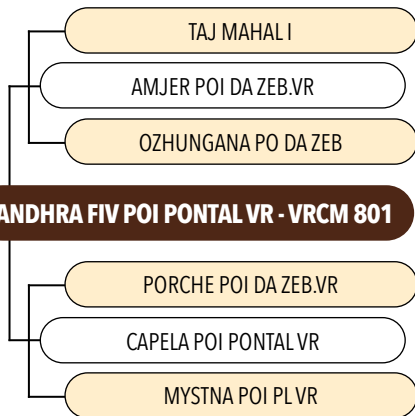 TAJ MAHAL I
AMJER POI DA ZEB.VR
OZHUNGANA PO DA ZEB
ANDHRA FIV POI PONTAL VR - VRCM 801
PORCHE POI DA ZEB.VR
CAPELA POI PONTAL VR
MYSTNA POI PL VR